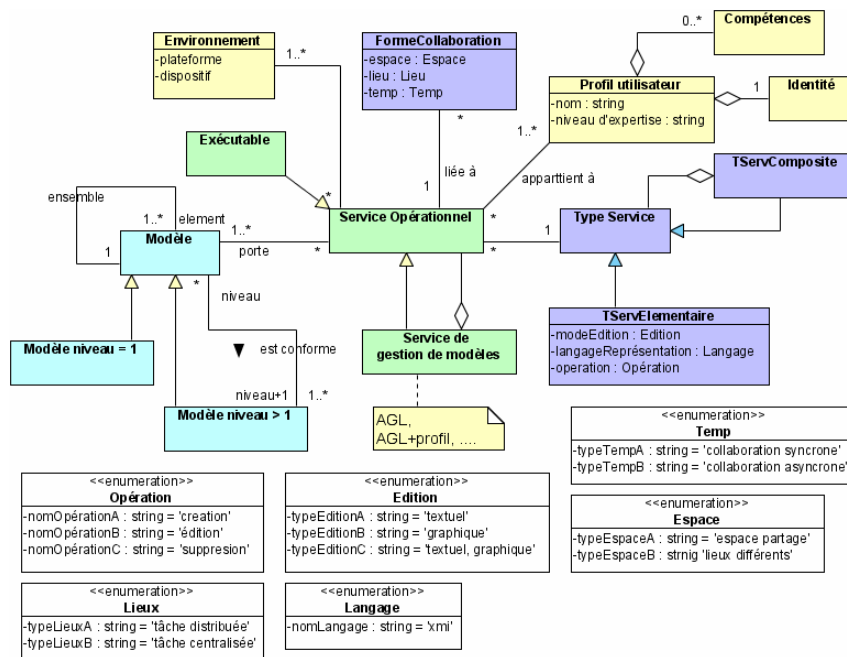 Environnement
-plateforme
-dispositif
1..*
FormeCollaboration
-espace : Espace
-lieu : Lieu
-temp : Temp
*
0..*
Compétences
Profil utilisateur
-nom : string
-niveau d'expertise : string
1
Identité
1..*
Exécutable
liée à
1
appartient à
TServComposite
ensemble
1..*
element
1
Modèle
1..*
porte
*
*
Service Opérationnel
*
*
1
Type Service
*
niveau
Modèle niveau = 1
est conforme
niveau+1
1..*
Modèle niveau > 1
Service de
gestion de modèles
AGL,
AGL+profil, ....
TServElementaire
-modeEdition : Edition
-langageReprésentation : Langage
-operation : Opération
<<enumeration>>
Temp
-typeTempA : string = 'collaboration syncrone'
-typeTempB : string = 'collaboration asyncrone'
<<enumeration>>
Opération
-nomOpérationA : string = 'creation'
-nomOpérationB : string = 'édition'
-nomOpérationC : string = 'suppresion'
<<enumeration>>
Edition
-typeEditionA : string = 'textuel'
-typeEditionB : string = 'graphique'
-typeEditionC : string = 'textuel, graphique'
<<enumeration>>
Espace
-typeEspaceA : string = 'espace partage'
-typeEspaceB : strnig 'lieux différents'
<<enumeration>>
Lieux
-typeLieuxA : string = 'tâche distribuée'
-typeLieuxB : string = 'tâche centralisée'
<<enumeration>>
Langage
-nomLangage : string = 'xmi'